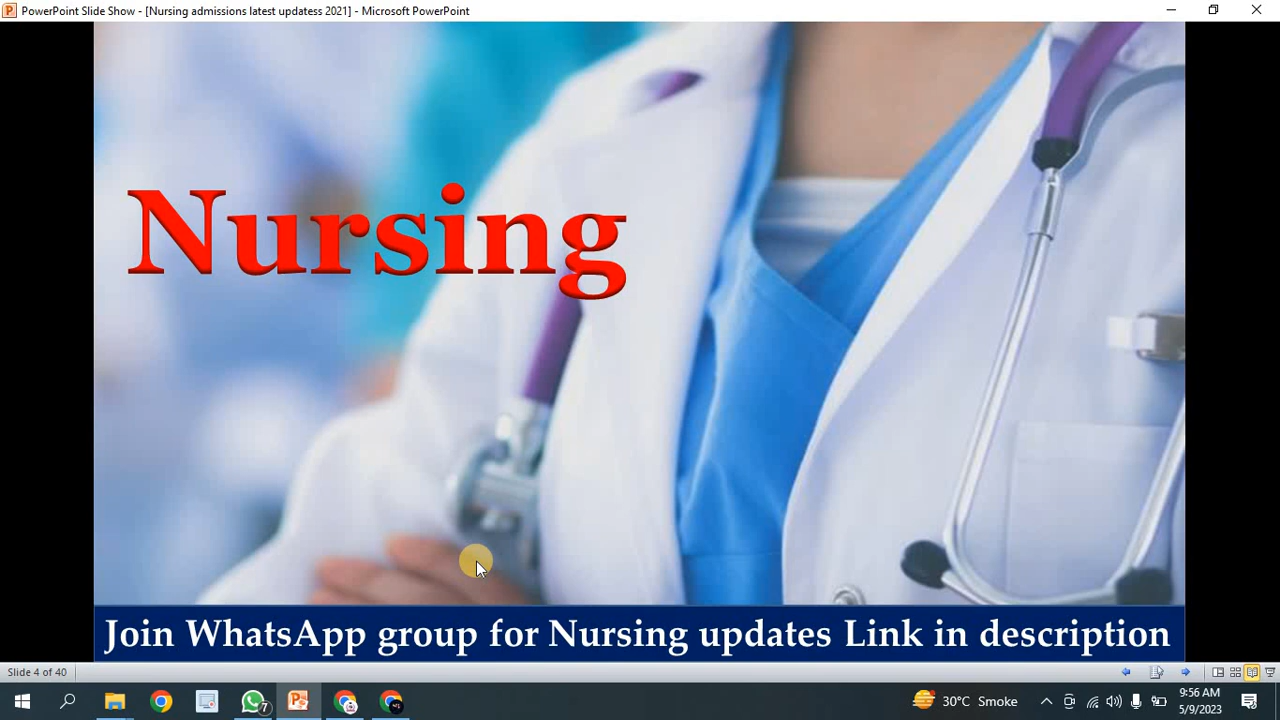 PowerPoint Slide Show - [Nursing admissions latest updatess 2021] - Microsoft PowerPoint
Nursing
Join WhatsApp group for Nursing updates Link in description
Slide 4 of 40
7
30°C Smoke
9:56 AM
5/9/2023